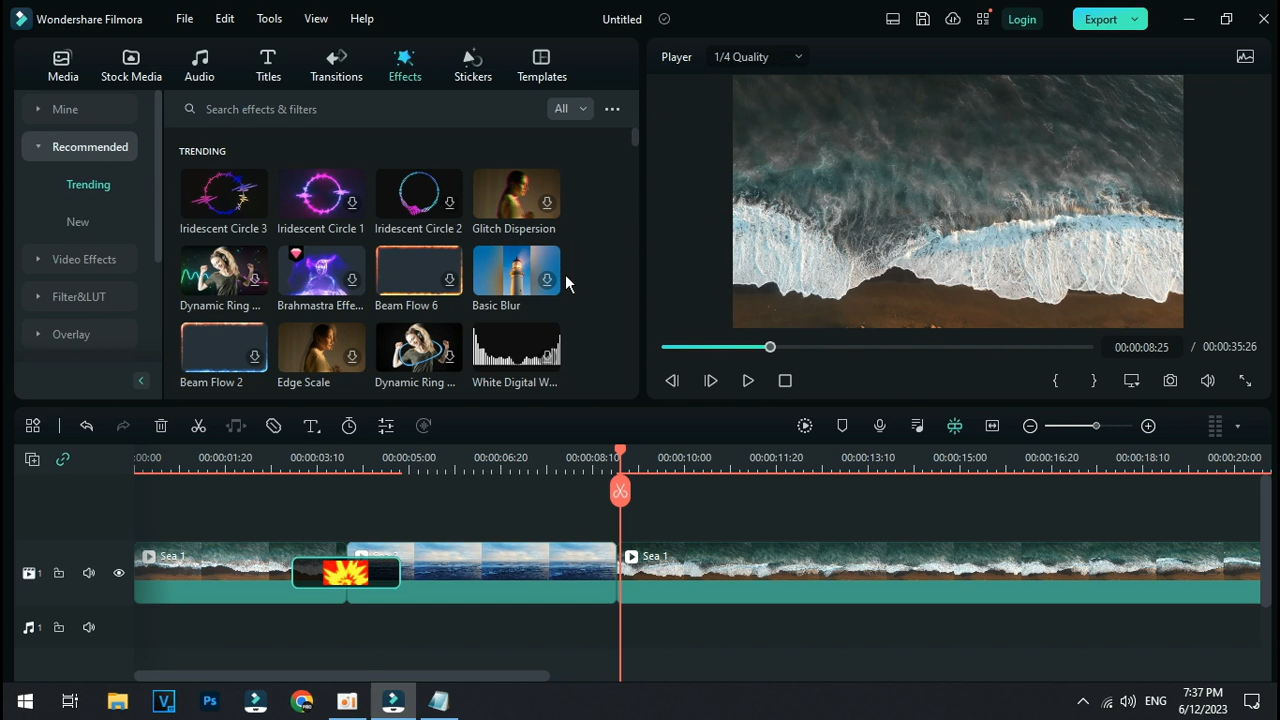 Wondershare Filmora File Edit Tools View Help Untitled Login Export
Media Stock Media Audio Titles Transitions Effects Stickers Templates
Player 1/4 Quality
Mine
Recommended
Trending
New
Video Effects
Filter&LUT
Overlay
Search effects & filters All
TRENDING
Iridescent Circle 3 Iridescent Circle 1 Iridescent Circle 2 Glitch Dispersion
Dynamic Ring ... Brahmastra Effe... Beam Flow 6 Basic Blur
Beam Flow 2 Edge Scale Dynamic Ring ... White Digital W...
00:00:08:25 / 00:00:35:26
:00:00 00:00:01:20 00:00:03:10 00:00:05:00 00:00:06:20 00:00:08:10 00:00:10:00 00:00:11:20 00:00:13:10 00:00:15:00 00:00:16:20 00:00:18:10 00:00:20:00
Sea 1 Sea 1
1
1
V Ps ENG
7:37 PM
6/12/2023